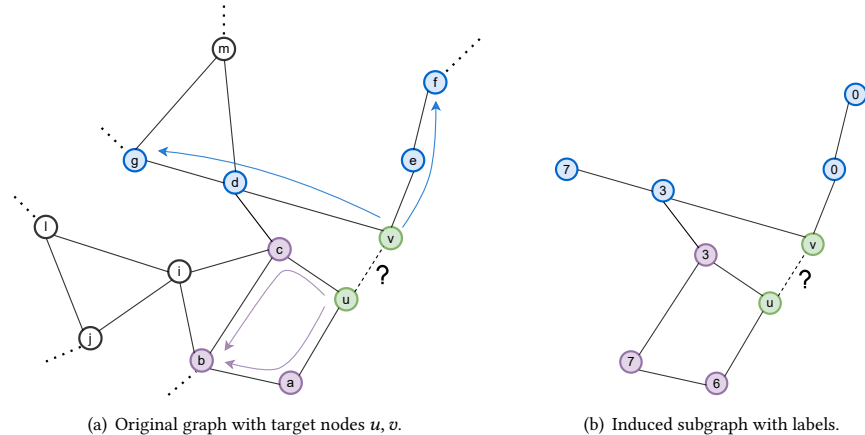 m
f
g
d
e
l
c
v
i
?
u
j
b
a
(a) Original graph with target nodes u, v.
0
7
3
0
3
v
?
u
7
6
(b) Induced subgraph with labels.